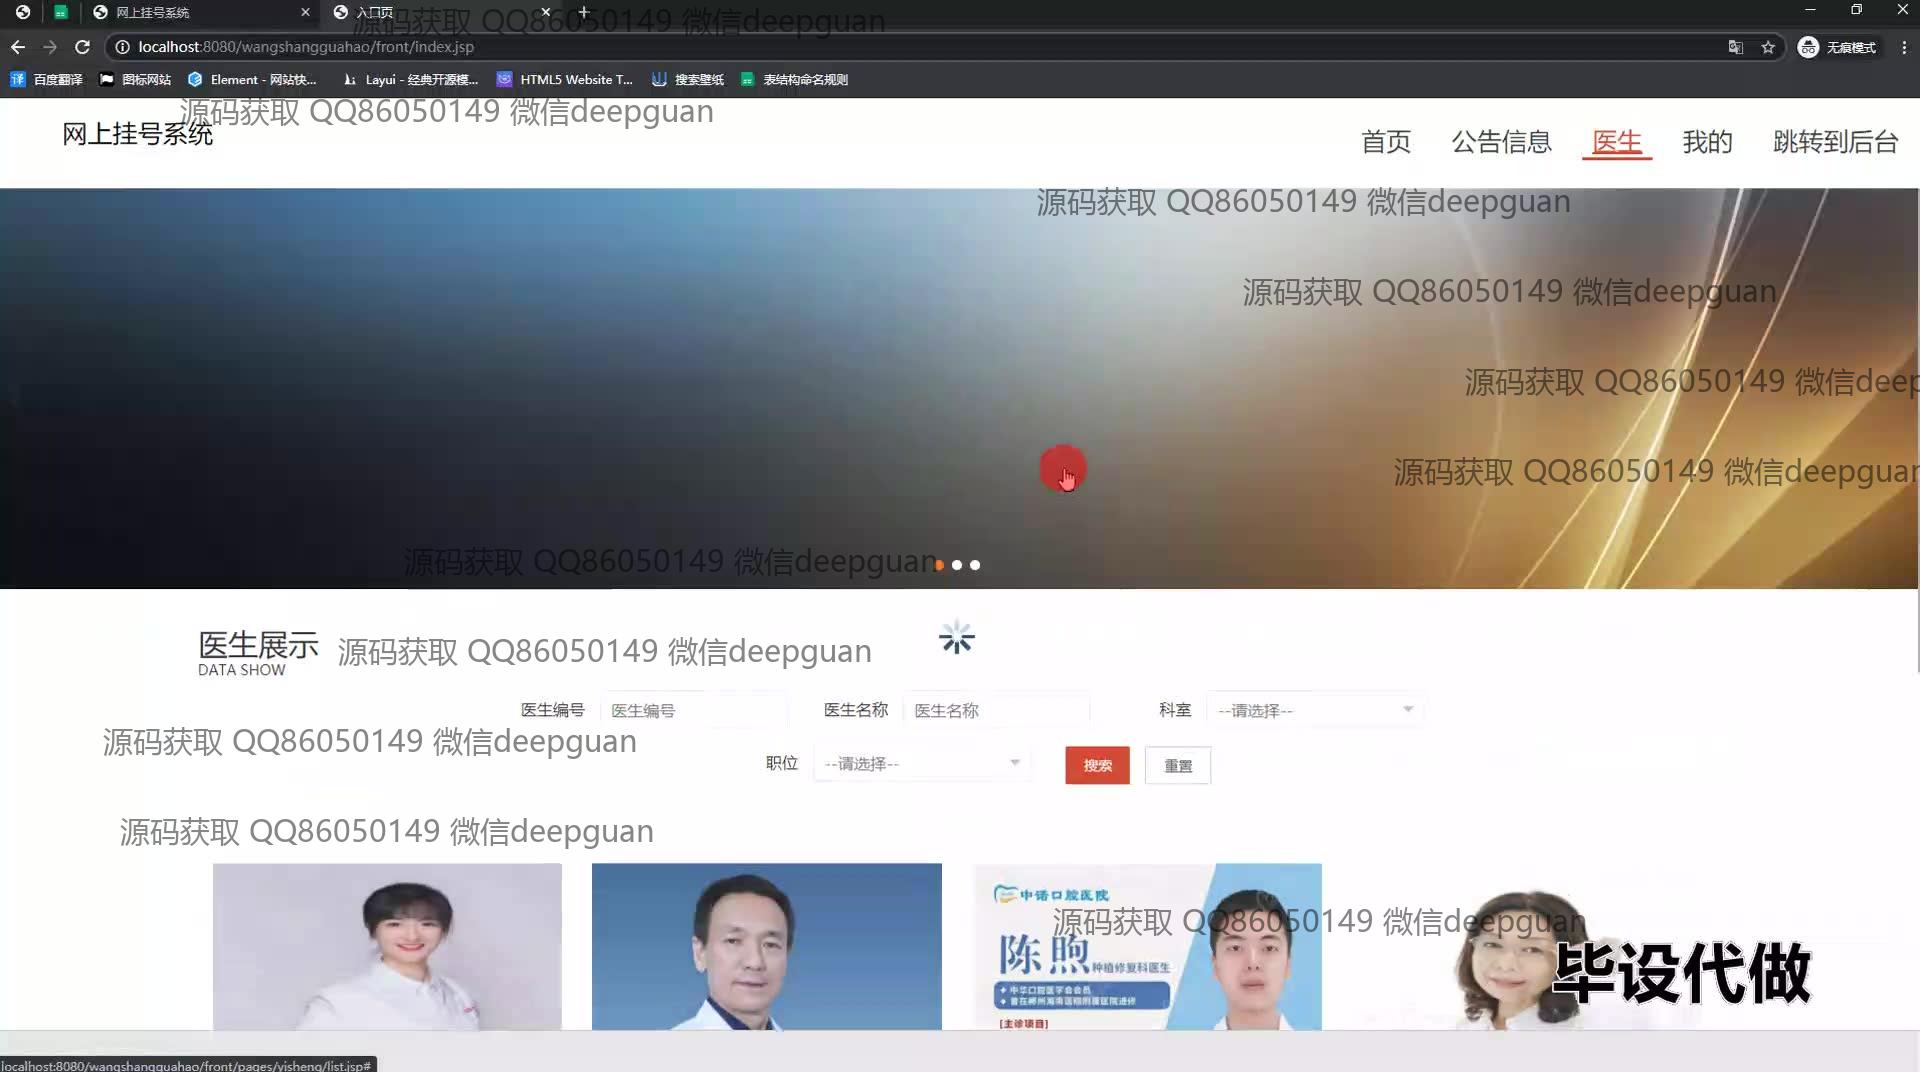 网上挂号系统
入口页
源码获取 QQ86050149 微信deepguan
localhost:8080/wangshangguahao/front/index.jsp
无痕模式
译 百度翻译
图标网站
Element - 网站快...
Layui - 经典开源模...
HTML5 Website T...
搜索壁纸
表结构命名规则
源码获取 QQ86050149 微信deepguan
网上挂号系统
首页
公告信息
医生
我的
跳转到后台
源码获取 QQ86050149 微信deepguan
源码获取 QQ86050149 微信deepguan
源码获取 QQ86050149 微信deep
源码获取 QQ86050149 微信deepguan
源码获取 QQ86050149 微信deepguan
医生展示
DATA SHOW
源码获取 QQ86050149 微信deepguan
医生编号 医生编号
医生名称 医生名称
科室 --请选择--
源码获取 QQ86050149 微信deepguan
职位 --请选择--
搜索
重置
源码获取 QQ86050149 微信deepguan
中诺口腔医院
源码获取 QQ86050149 微信deepguan
陈煦 种植修复科医生
中华口腔医学会会员
[主诊项目]
毕设代做
localhost:8080/wangshangguahao/front/pages/yisheng/list.jsp#